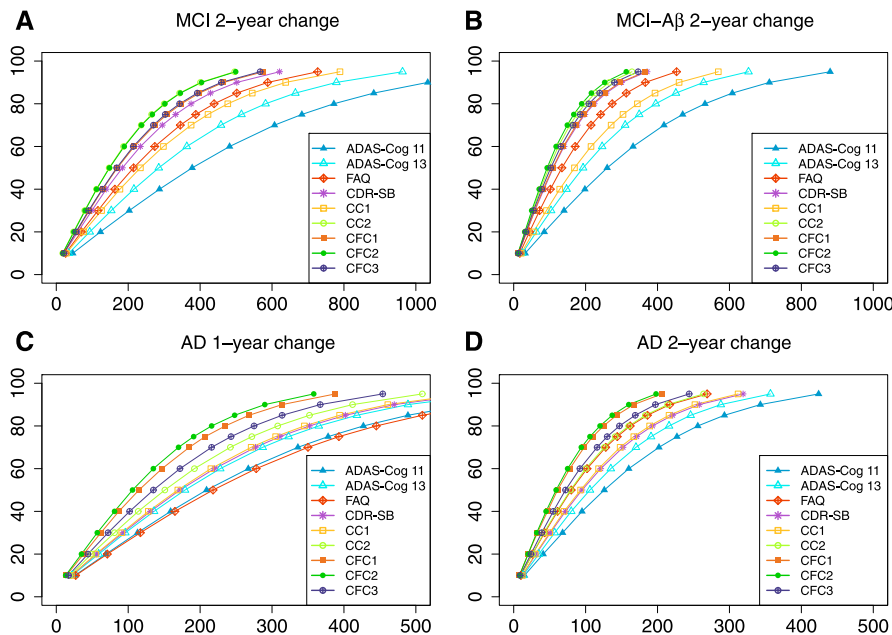 A
MCI 2–year change
100
80
60
40
20
0
0
200
400
600
800
1000
ADAS-Cog 11
ADAS-Cog 13
FAQ
CDR-SB
CC1
CC2
CFC1
CFC2
CFC3
B
MCI–Aβ 2–year change
100
80
60
40
20
0
0
200
400
600
800
1000
ADAS-Cog 11
ADAS-Cog 13
FAQ
CDR-SB
CC1
CC2
CFC1
CFC2
CFC3
C
AD 1–year change
100
80
60
40
20
0
0
100
200
300
400
500
ADAS-Cog 11
ADAS-Cog 13
FAQ
CDR-SB
CC1
CC2
CFC1
CFC2
CFC3
D
AD 2–year change
100
80
60
40
20
0
0
100
200
300
400
500
ADAS-Cog 11
ADAS-Cog 13
FAQ
CDR-SB
CC1
CC2
CFC1
CFC2
CFC3